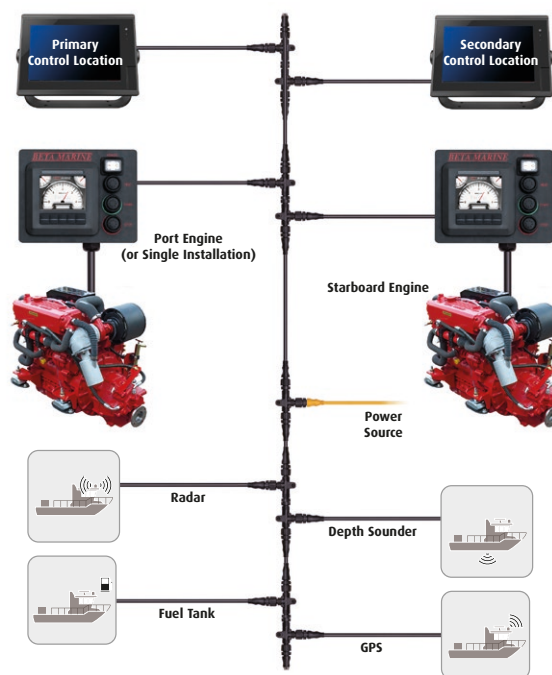 Primary
Control Location
Secondary
Control Location
BETA MARINE
BETA MARINE
Port Engine
(or Single Installation)
Starboard Engine
Power
Source
Radar
Depth Sounder
Fuel Tank
GPS